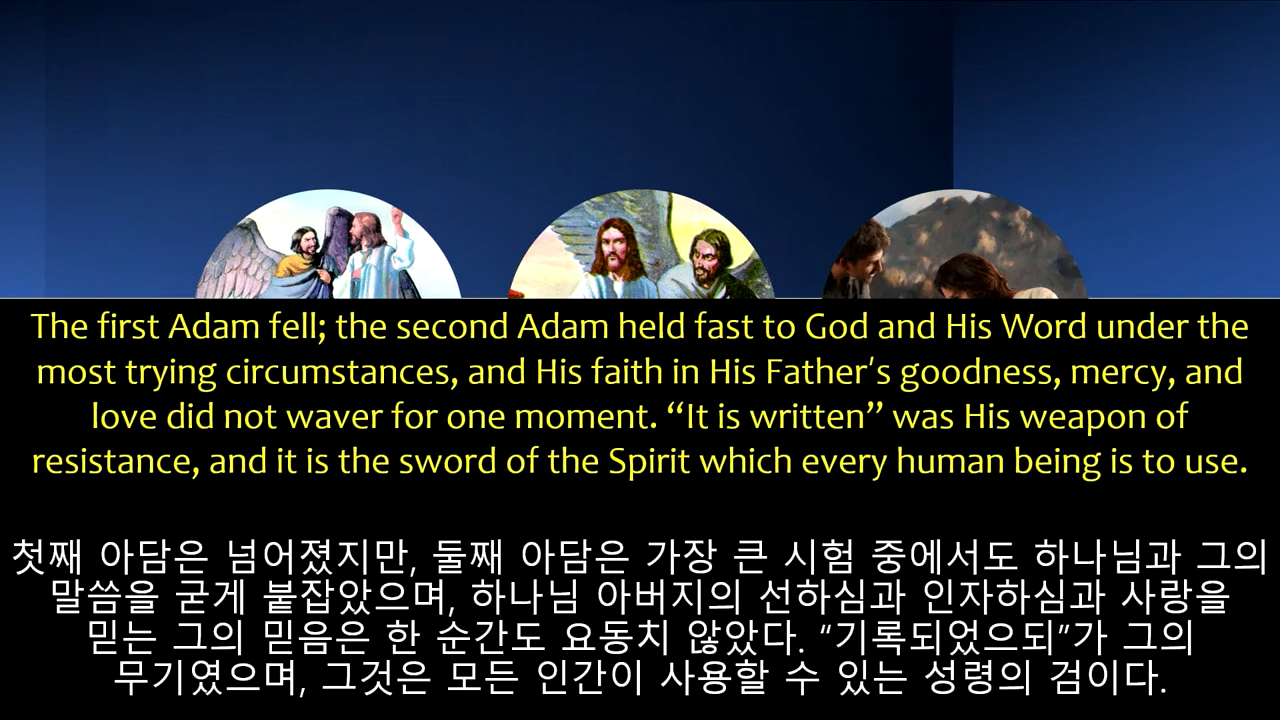 The first Adam fell; the second Adam held fast to God and His Word under the
most trying circumstances, and His faith in His Father's goodness, mercy, and
love did not waver for one moment. “It is written” was His weapon of
resistance, and it is the sword of the Spirit which every human being is to use.
첫째 아담은 넘어졌지만, 둘째 아담은 가장 큰 시험 중에서도 하나님과 그의
말씀을 굳게 붙잡았으며, 하나님 아버지의 선하심과 인자하심과 사랑을
믿는 그의 믿음은 한 순간도 요동치 않았다. “기록되었으되”가 그의
무기였으며, 그것은 모든 인간이 사용할 수 있는 성령의 검이다.